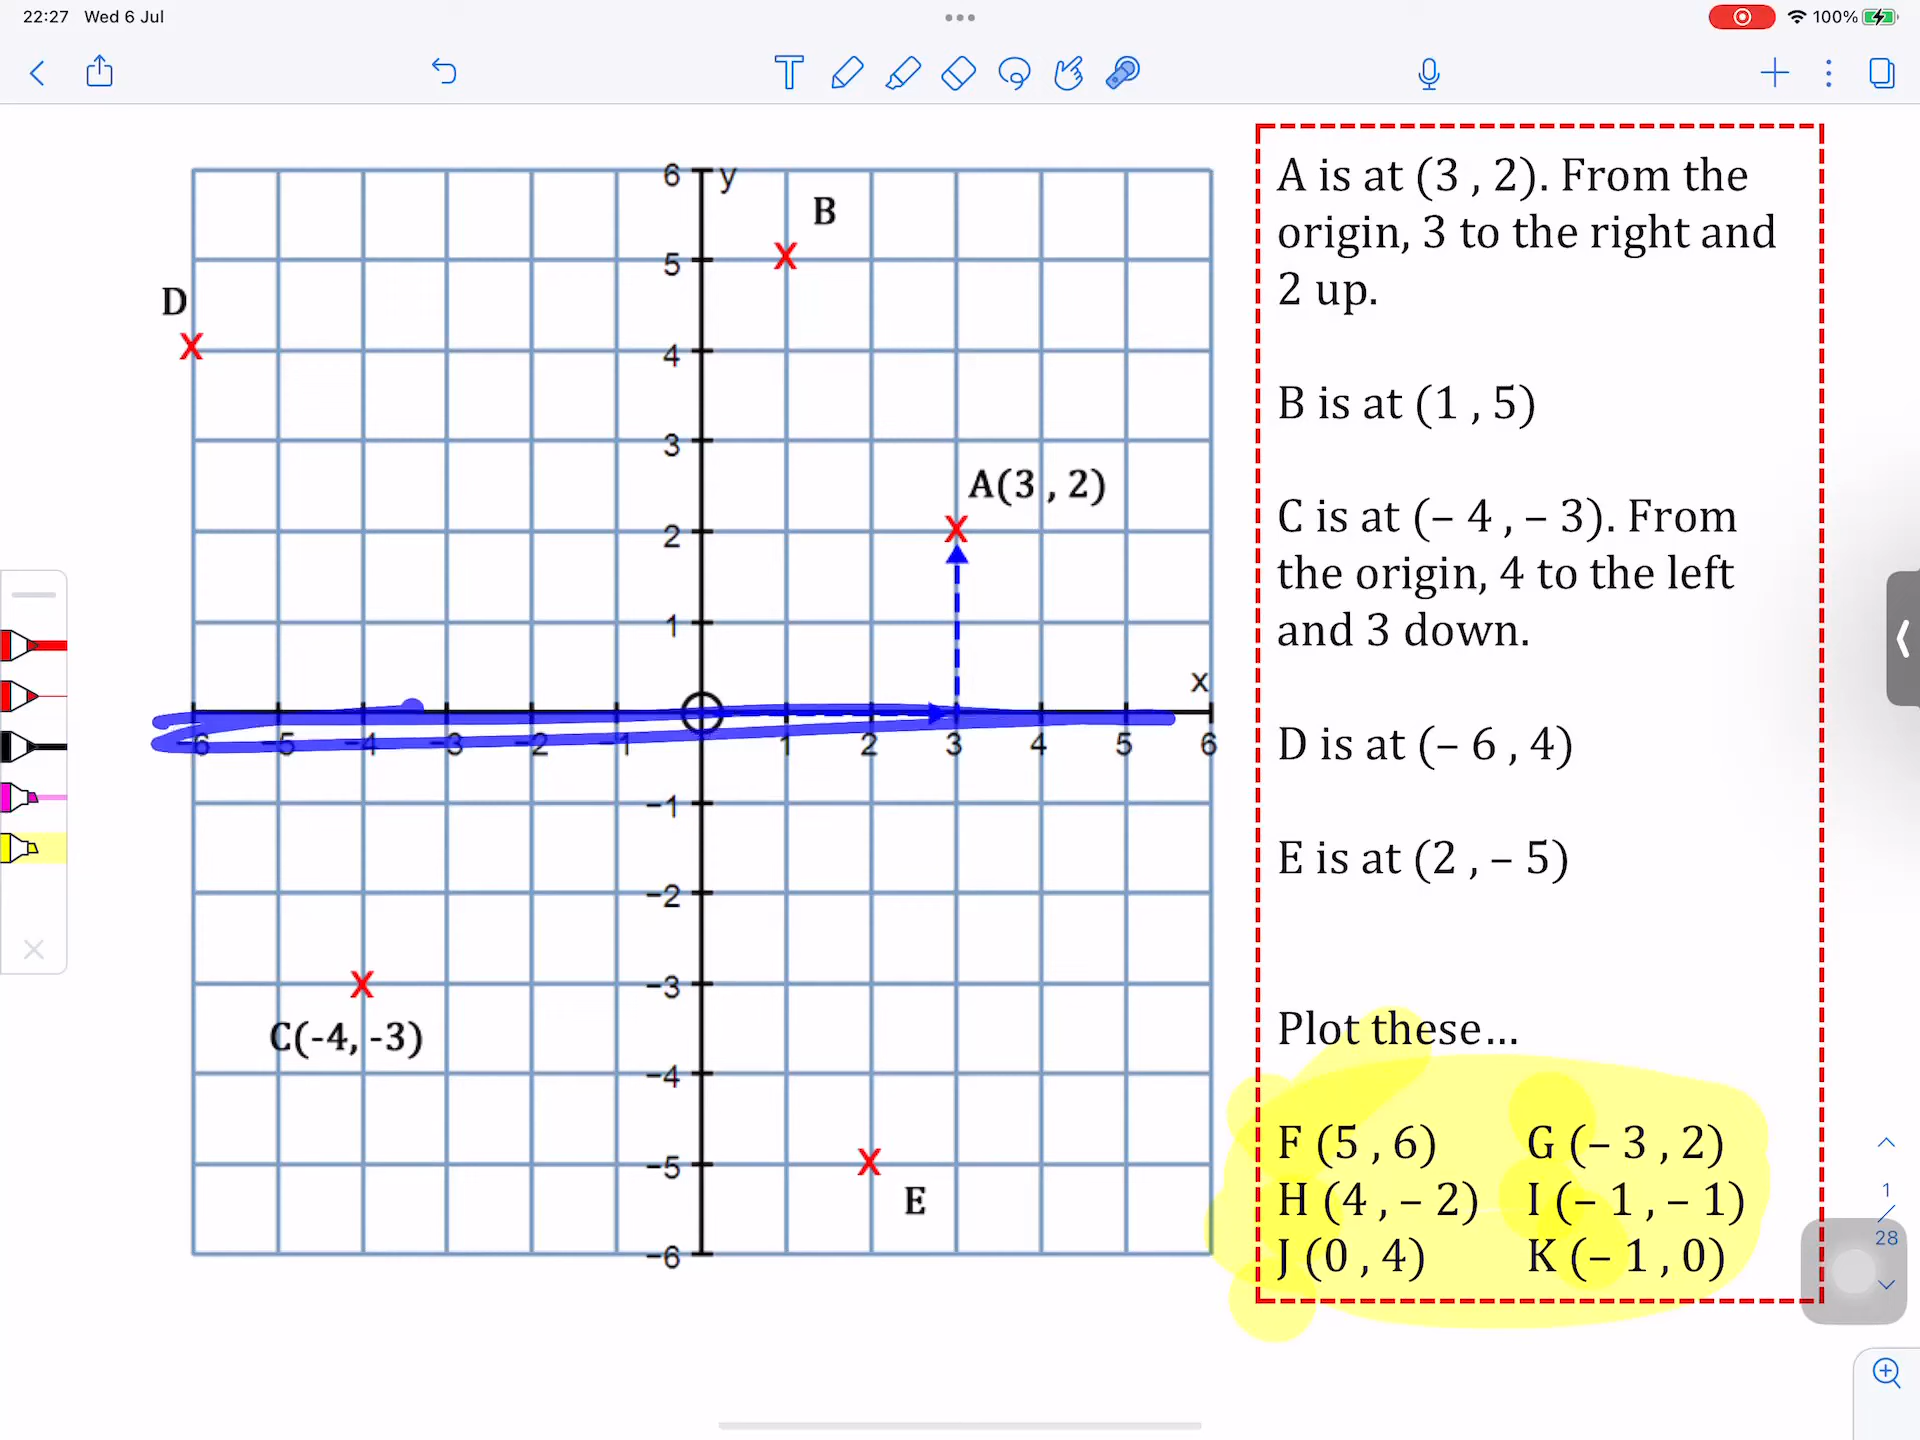 22:27 Wed 6 Jul
100%
T
6 y
B
5
D
4
3
A(3 , 2)
2
1
x
-6 -5 -4 -3 -2 -1 1 2 3 4 5 6
-1
-2
-3
C(-4, -3)
-4
-5
E
-6
A is at (3 , 2). From the
origin, 3 to the right and
2 up.
B is at (1 , 5)
C is at (– 4 , – 3). From
the origin, 4 to the left
and 3 down.
D is at (– 6 , 4)
E is at (2 , – 5)
Plot these...
F (5 , 6) G (– 3 , 2)
H (4 , – 2) I (– 1 , – 1)
J (0 , 4) K (– 1 , 0)
1
/
28